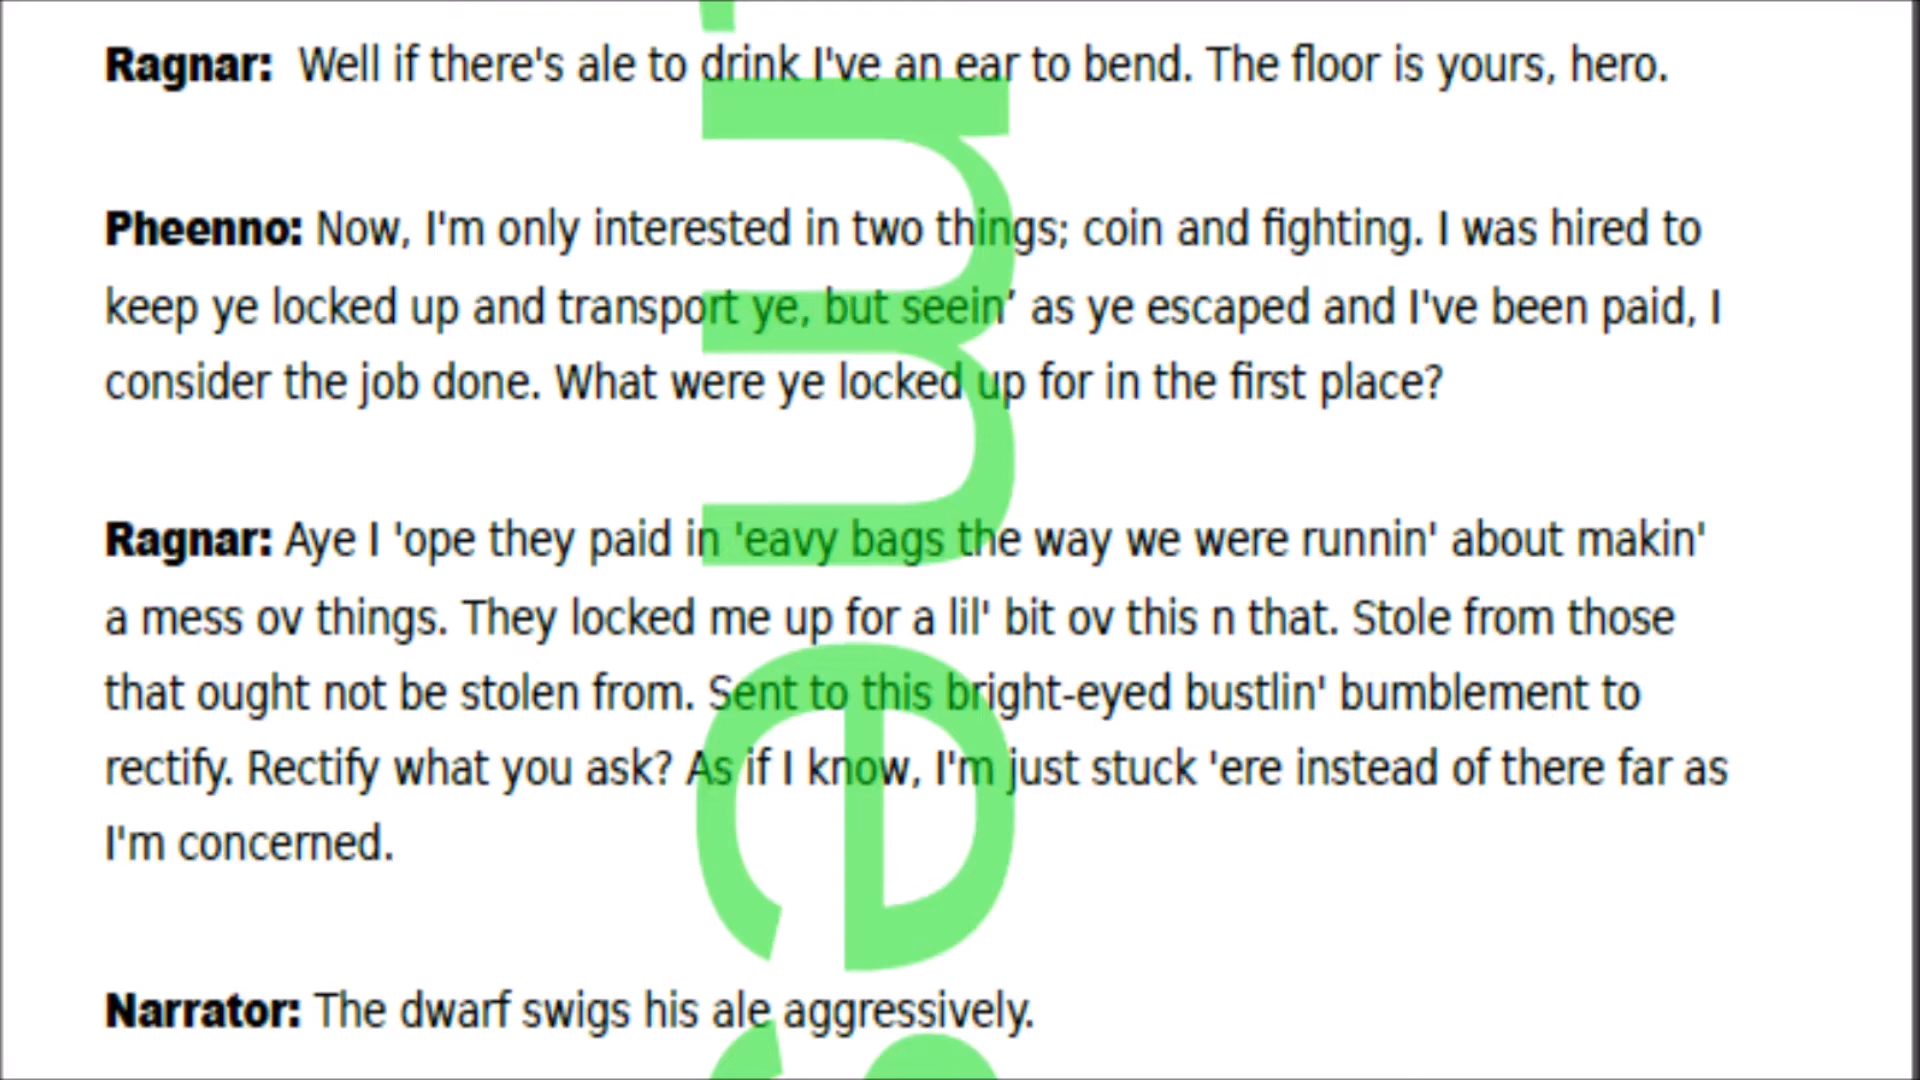 Ragnar: Well if there's ale to drink I've an ear to bend. The floor is yours, hero.
Pheenno: Now, I'm only interested in two things; coin and fighting. I was hired to
keep ye locked up and transport ye, but seein’ as ye escaped and I've been paid, I
consider the job done. What were ye locked up for in the first place?
Ragnar: Aye I 'ope they paid in 'eavy bags the way we were runnin' about makin'
a mess ov things. They locked me up for a lil' bit ov this n that. Stole from those
that ought not be stolen from. Sent to this bright-eyed bustlin' bumblement to
rectify. Rectify what you ask? As if I know, I'm just stuck 'ere instead of there far as
I'm concerned.
Narrator: The dwarf swigs his ale aggressively.